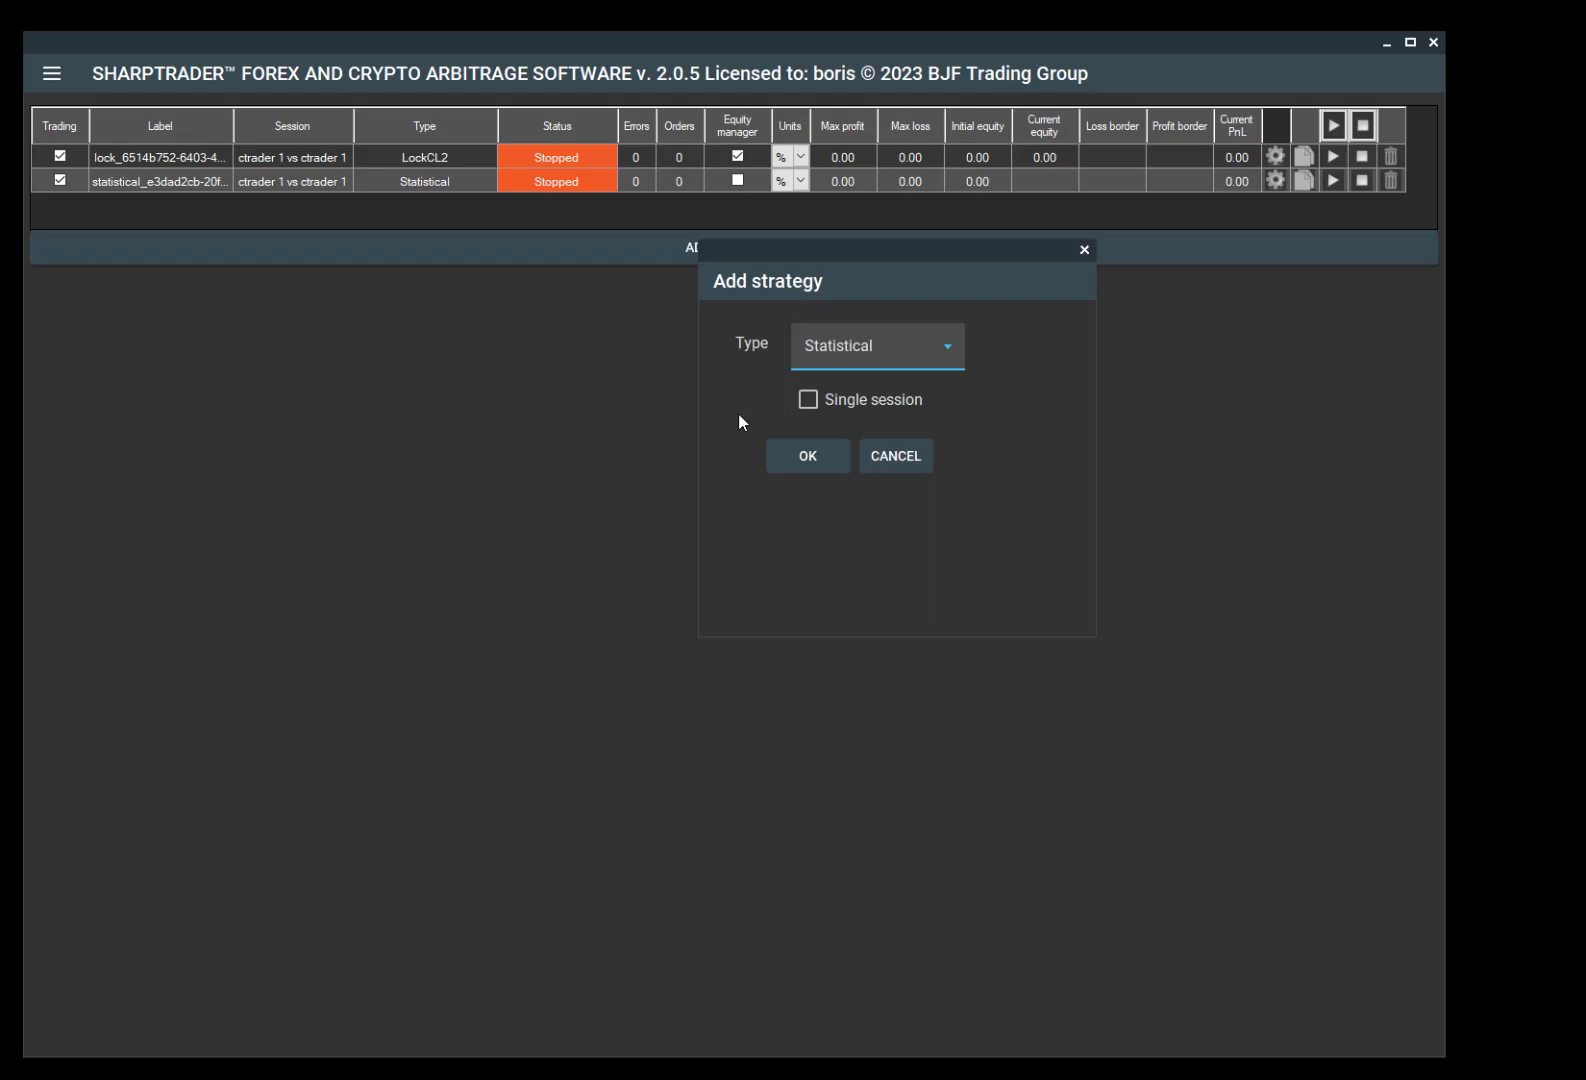 SHARPTRADER™ FOREX AND CRYPTO ARBITRAGE SOFTWARE v. 2.0.5 Licensed to: boris © 2023 BJF Trading Group
Trading Label Session Type Status Errors Orders Equity manager Units Max profit Max loss Initial equity Current equity Loss border Profit border Current PnL
lock_6514b752-6403-4... ctrader 1 vs ctrader 1 LockCL2 Stopped 0 0 % 0.00 0.00 0.00 0.00 0.00
statistical_e3dad2cb-20f... ctrader 1 vs ctrader 1 Statistical Stopped 0 0 % 0.00 0.00 0.00 0.00
Add strategy
Type Statistical
Single session
OK CANCEL